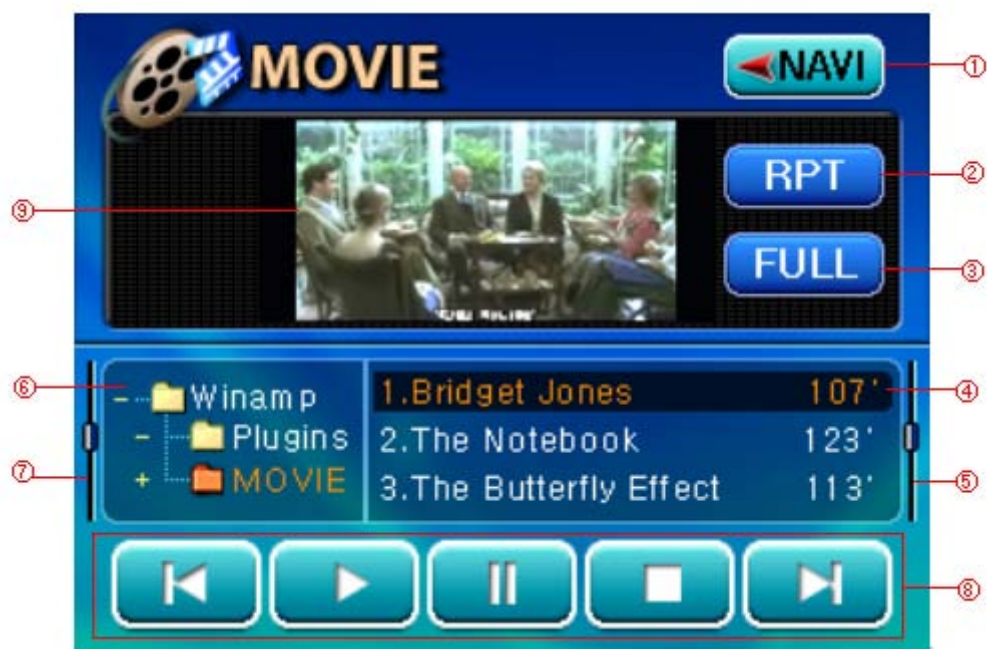 MOVIE
NAVI
①
RPT
②
FULL
③
⑨
⑥
Winamp
Plugins
MOVIE
⑦
1.Bridget Jones 107'
2.The Notebook 123'
3.The Butterfly Effect 113'
④
⑤
⑧